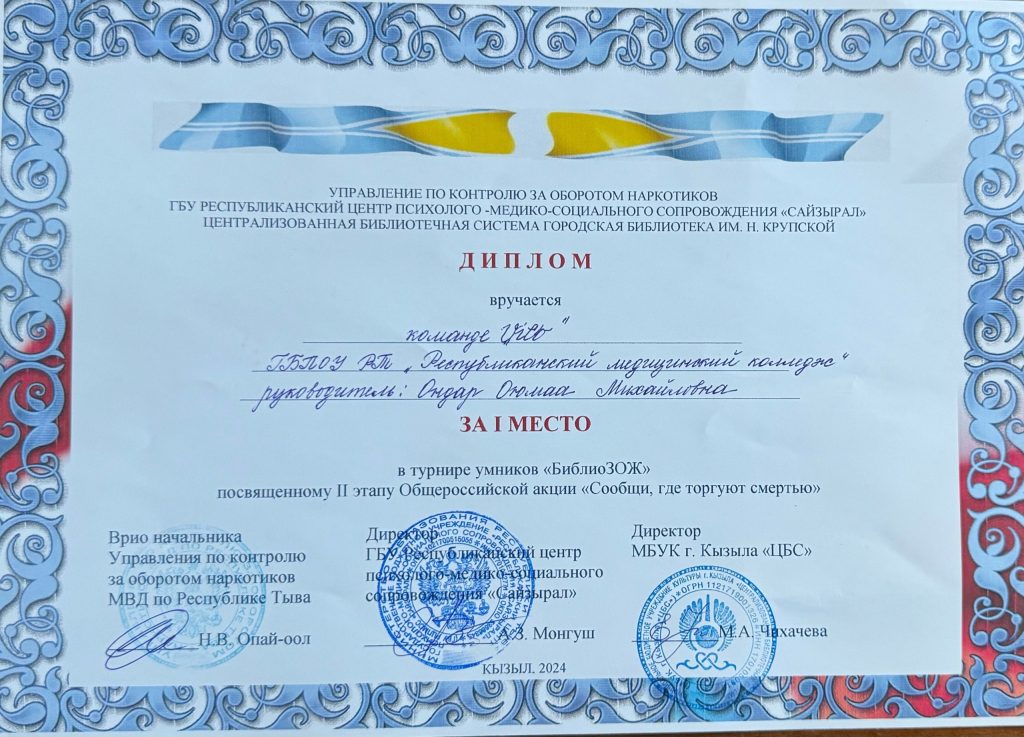 УПРАВЛЕНИЕ ПО КОНТРОЛЮ ЗА ОБОРОТОМ НАРКОТИКОВ
ГБУ РЕСПУБЛИКАНСКИЙ ЦЕНТР ПСИХОЛОГО -МЕДИКО-СОЦИАЛЬНОГО СОПРОВОЖДЕНИЯ «САЙЗЫРАЛ»
ЦЕНТРАЛИЗОВАННАЯ БИБЛИОТЕЧНАЯ СИСТЕМА ГОРОДСКАЯ БИБЛИОТЕКА ИМ. Н. КРУПСКОЙ
ДИПЛОМ
вручается
команде
ГБПОУ РТ „Республиканский медицинский колледж“
руководитель: Ондар Оюмаа Михайловна
ЗА I МЕСТО
в турнире умников «БиблиоЗОЖ»
посвященному II этапу Общероссийской акции «Сообщи, где торгуют смертью»
Врио начальника
Управления по контролю
за оборотом наркотиков
МВД по Республике Тыва
Н.В. Опай-оол
Директор
ГБУ Республиканский центр
психолого-медико-социального
сопровождения «Сайзырал»
А.З. Монгуш
Директор
МБУК г. Кызыла «ЦБС»
М.А. Чихачева
КЫЗЫЛ. 2024